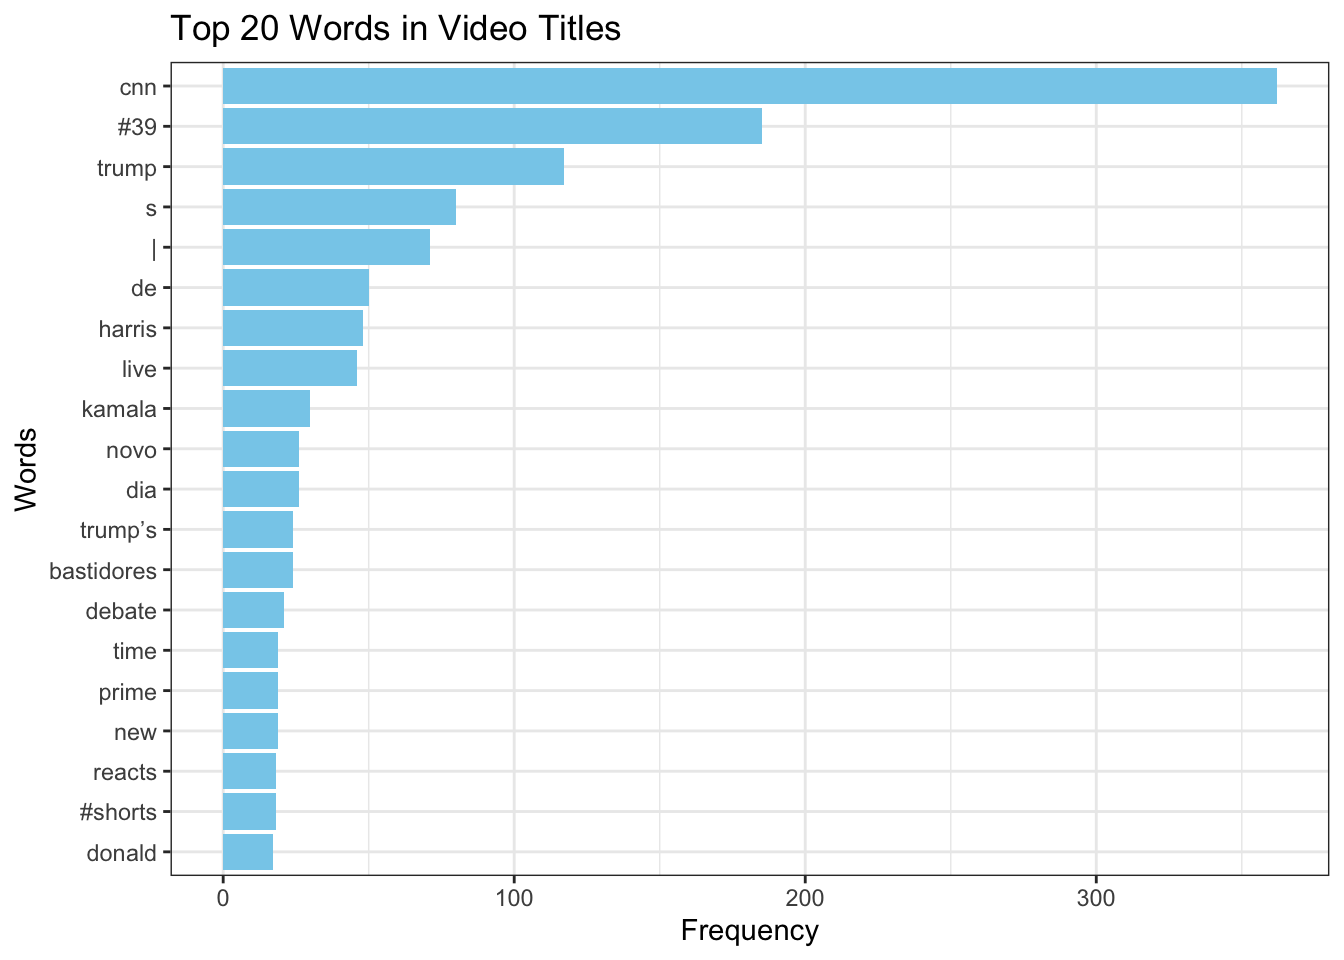 Top 20 Words in Video Titles
cnn
#39
trump
s
|
de
harris
live
kamala
novo
dia
trump’s
bastidores
debate
time
prime
new
reacts
#shorts
donald
Words
0 100 200 300
Frequency